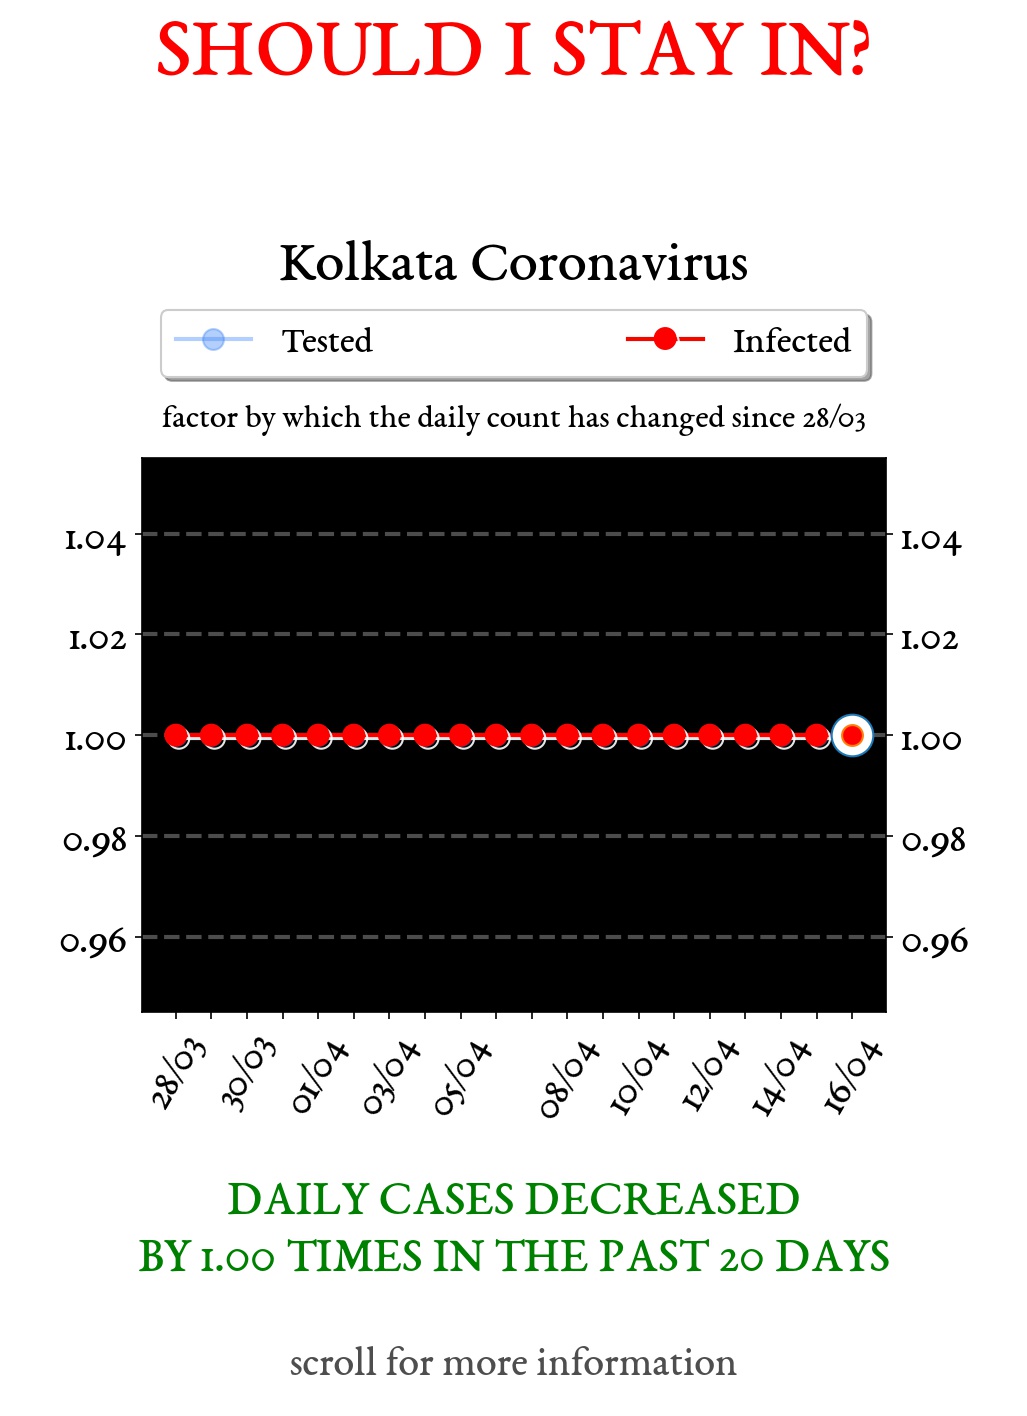 SHOULD I STAY IN?
Kolkata Coronavirus
Tested Infected
factor by which the daily count has changed since 28/03
1.04 1.04
1.02 1.02
1.00 1.00
0.98 0.98
0.96 0.96
28/03 30/03 01/04 03/04 05/04 08/04 10/04 12/04 14/04 16/04
DAILY CASES DECREASED
BY 1.00 TIMES IN THE PAST 20 DAYS
scroll for more information